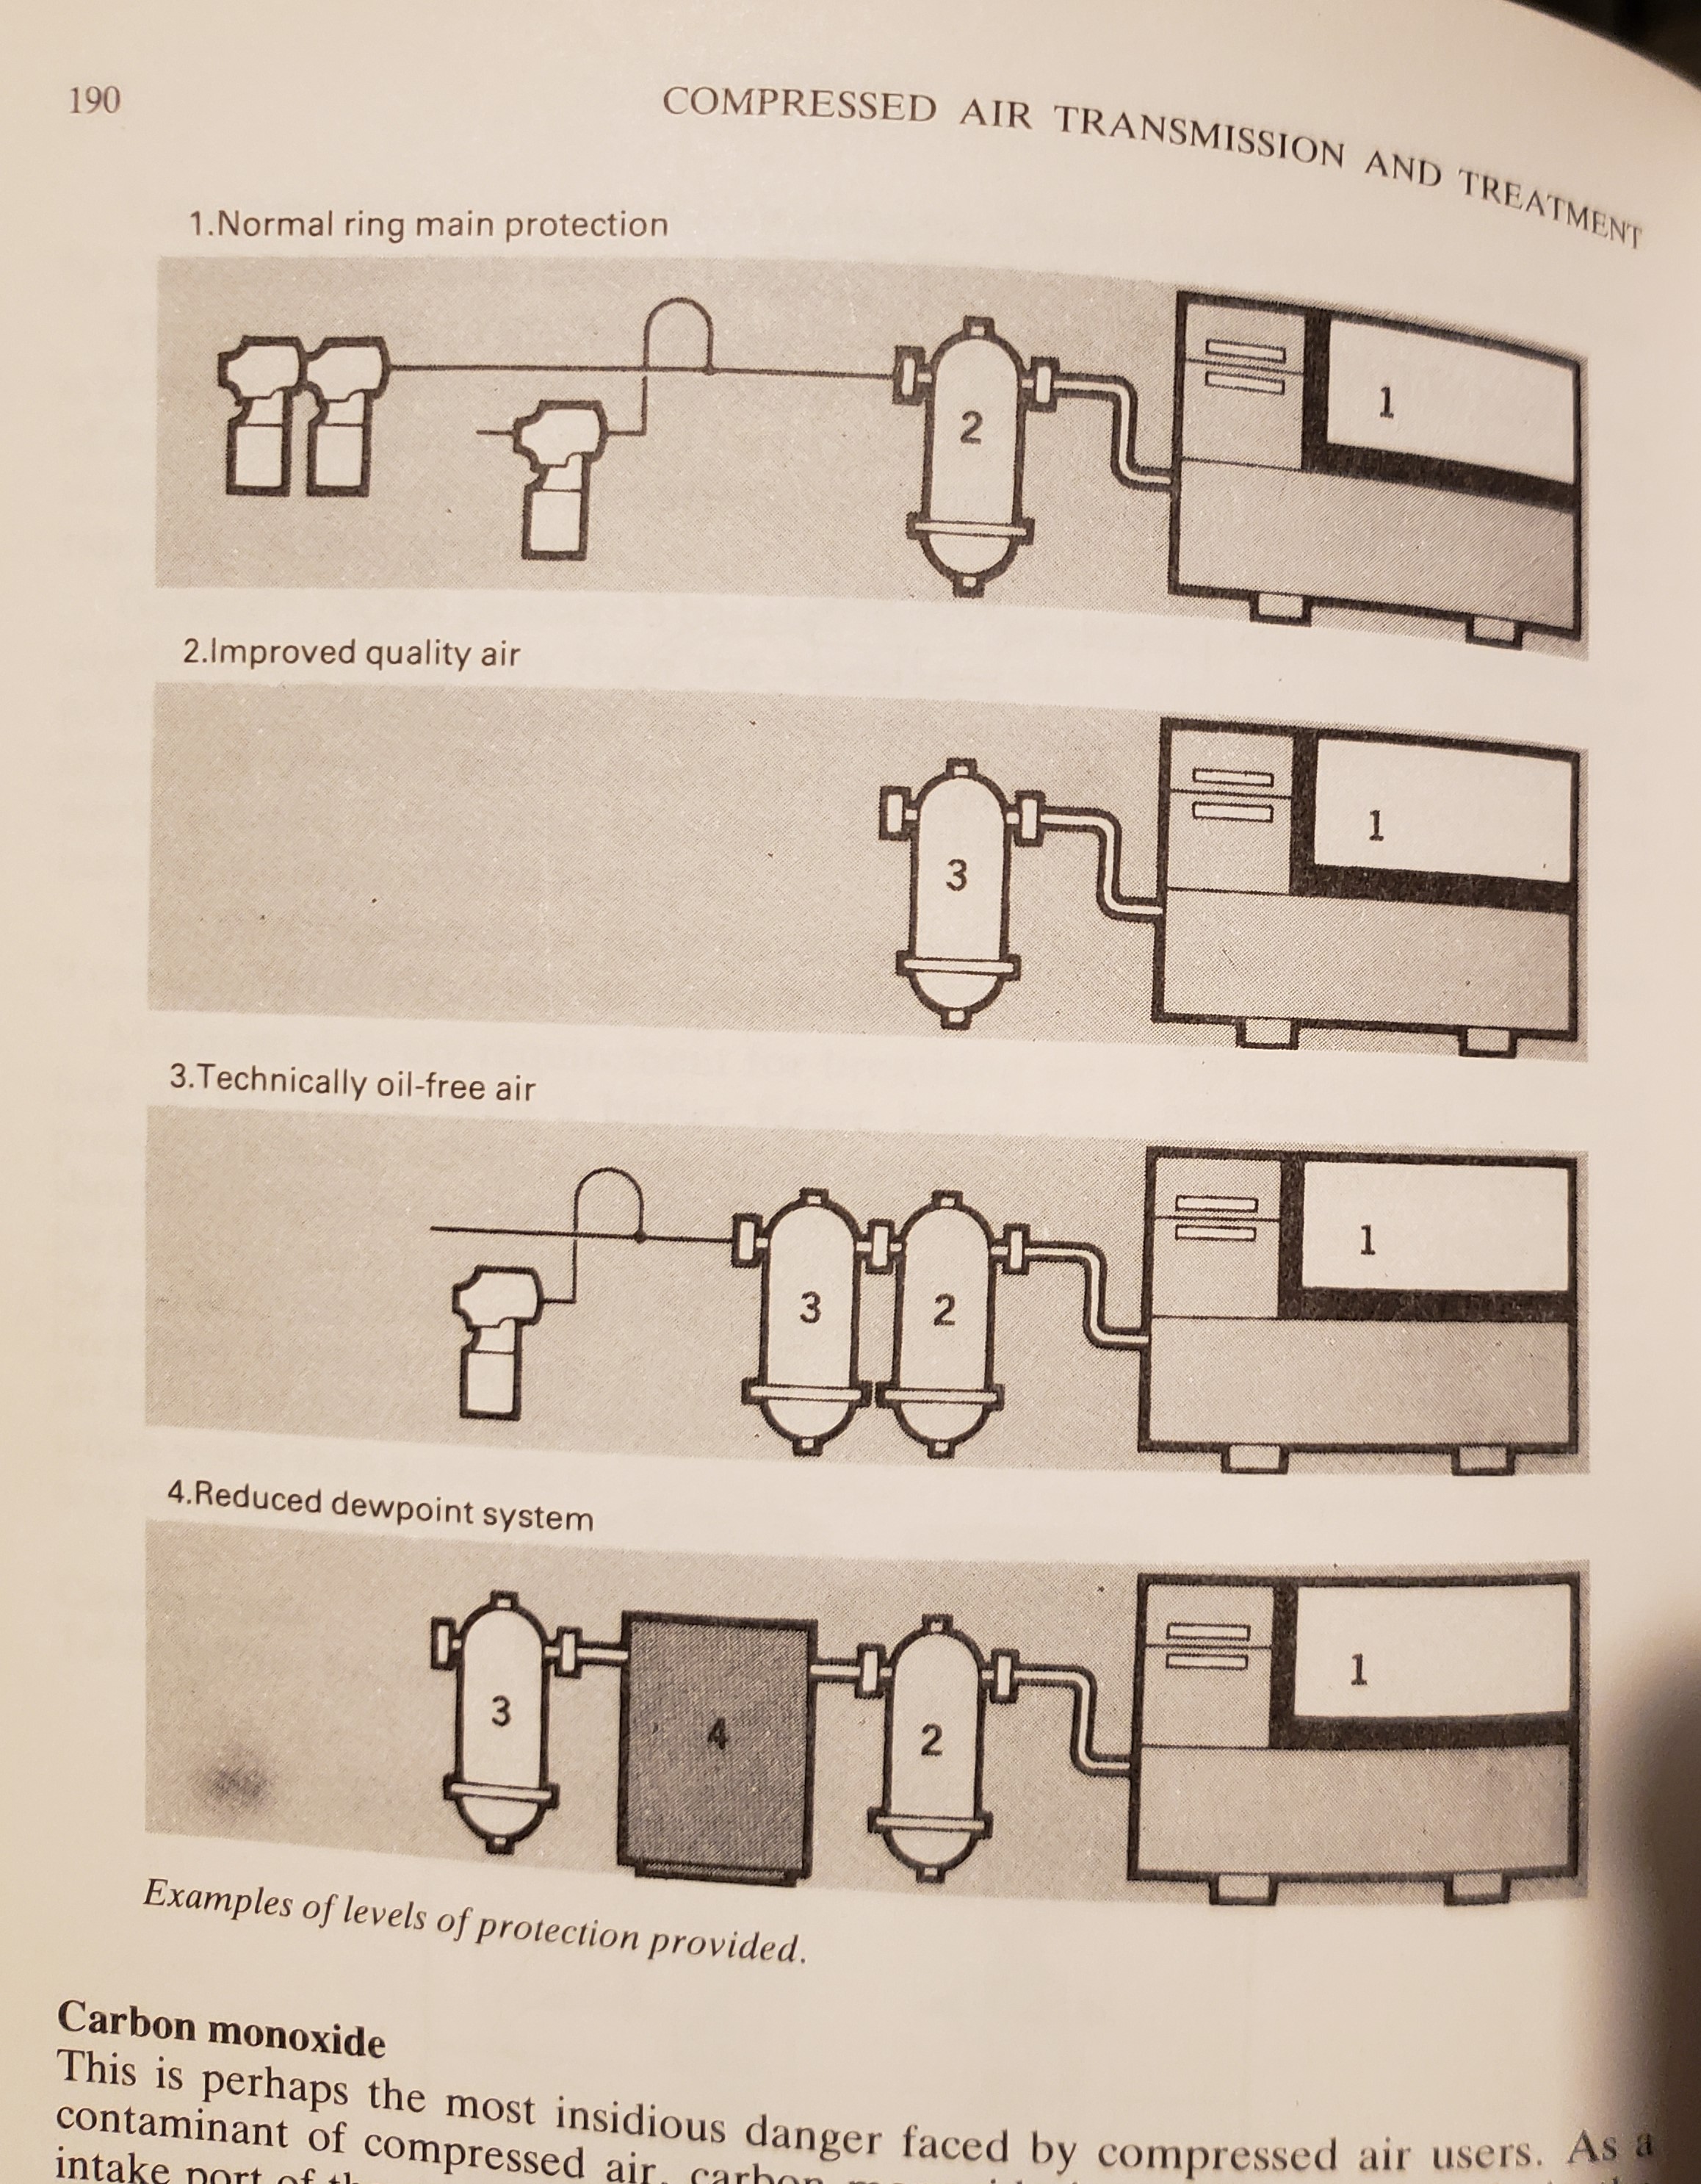 190
COMPRESSED AIR TRANSMISSION AND TREATMENT
1.Normal ring main protection
2
1
2.Improved quality air
3
1
3.Technically oil-free air
3
2
1
4.Reduced dewpoint system
3
4
2
1
Examples of levels of protection provided.
Carbon monoxide
This is perhaps the most insidious danger faced by compressed air users. As a
contaminant of compressed air,
intake port of